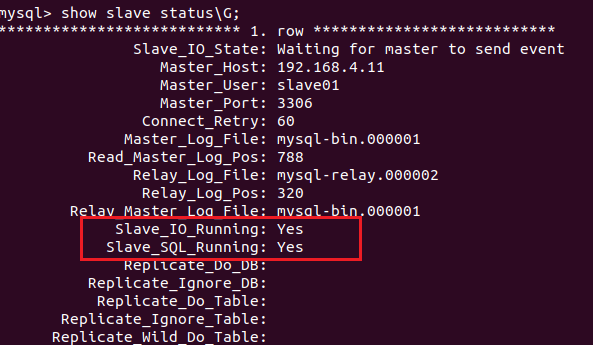 mysql> show slave status\G;
*************************** 1. row ***************************
Slave_IO_State: Waiting for master to send event
Master_Host: 192.168.4.11
Master_User: slave01
Master_Port: 3306
Connect_Retry: 60
Master_Log_File: mysql-bin.000001
Read_Master_Log_Pos: 788
Relay_Log_File: mysql-relay.000002
Relay_Log_Pos: 320
Relay_Master_Log_File: mysql-bin.000001
Slave_IO_Running: Yes
Slave_SQL_Running: Yes
Replicate_Do_DB:
Replicate_Ignore_DB:
Replicate_Do_Table:
Replicate_Ignore_Table:
Replicate_Wild_Do_Table: